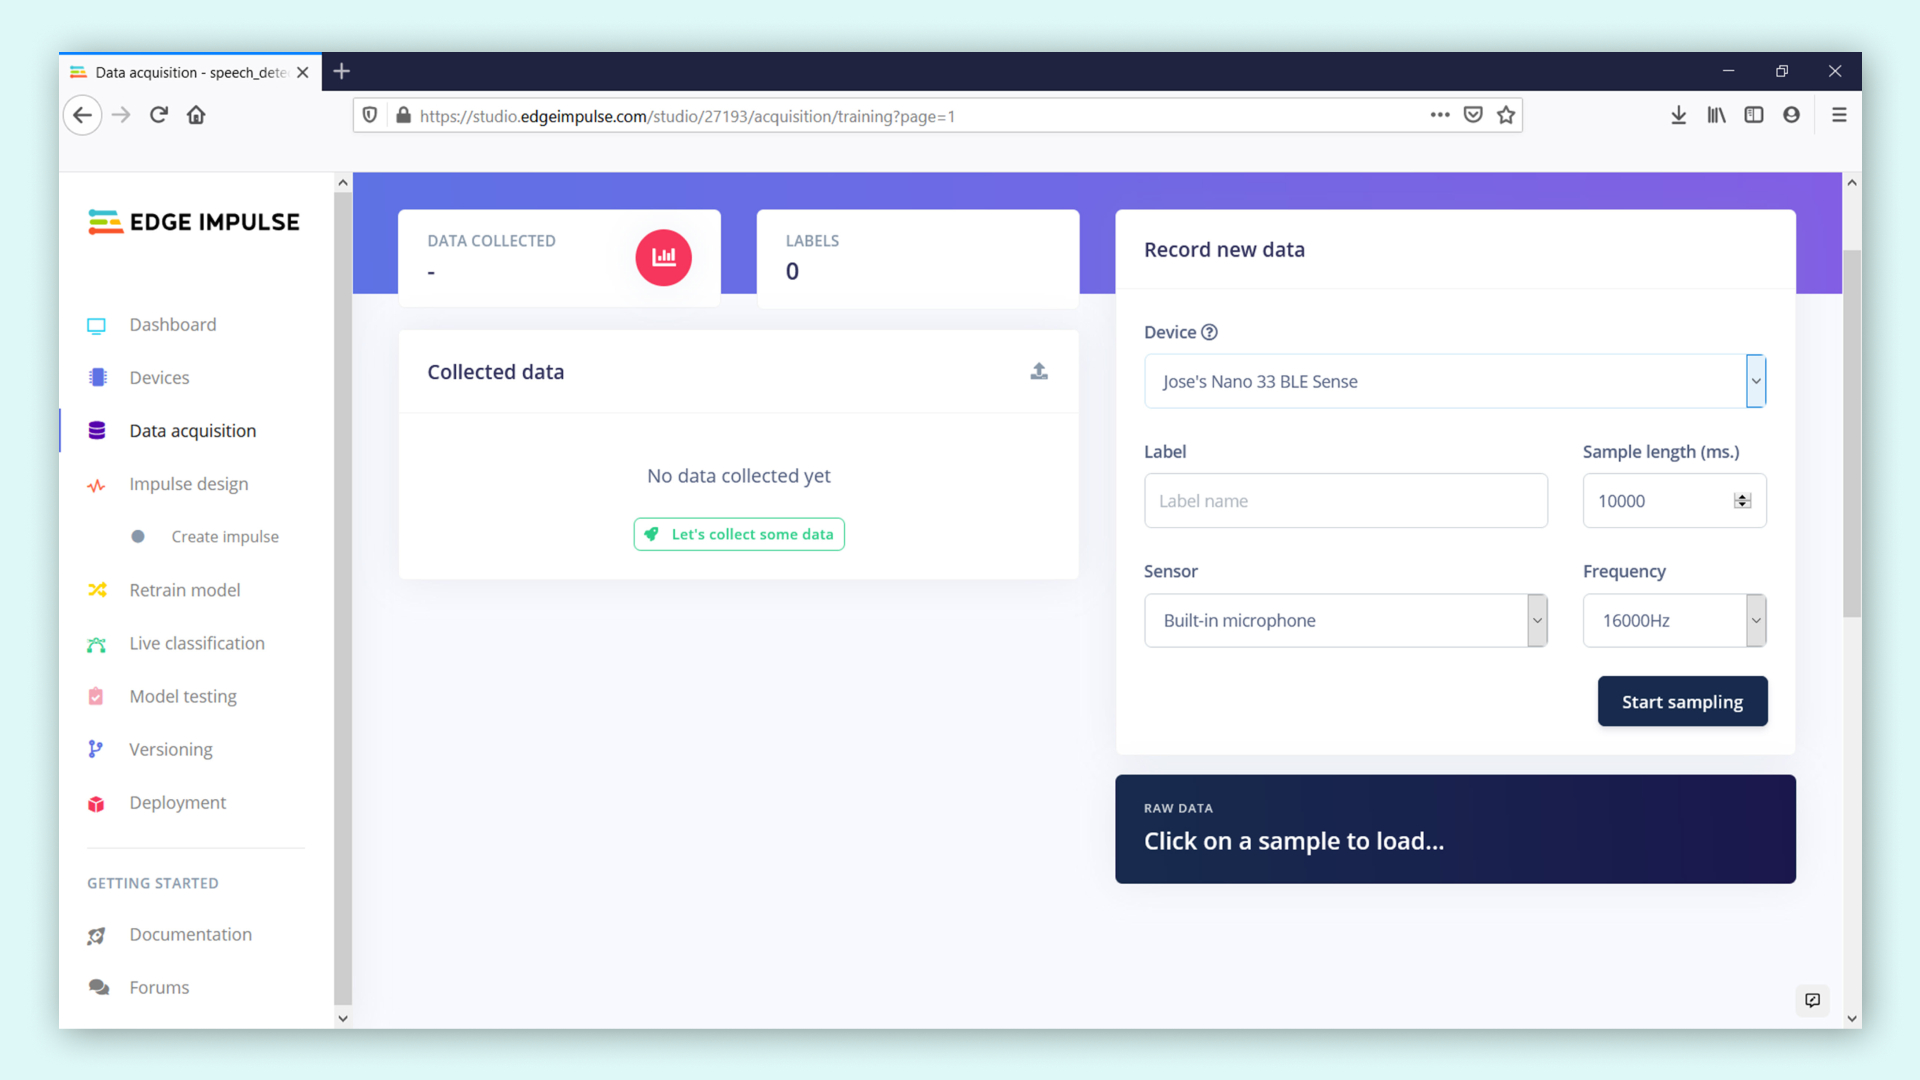 Data acquisition - speech_dete
https://studio.edgeimpulse.com/studio/27193/acquisition/training?page=1
EDGE IMPULSE
Dashboard
Devices
Data acquisition
Impulse design
Create impulse
Retrain model
Live classification
Model testing
Versioning
Deployment
GETTING STARTED
Documentation
Forums
DATA COLLECTED
-
LABELS
0
Collected data
No data collected yet
Let's collect some data
Record new data
Device
Jose's Nano 33 BLE Sense
Label
Label name
Sample length (ms.)
10000
Sensor
Built-in microphone
Frequency
16000Hz
Start sampling
RAW DATA
Click on a sample to load...